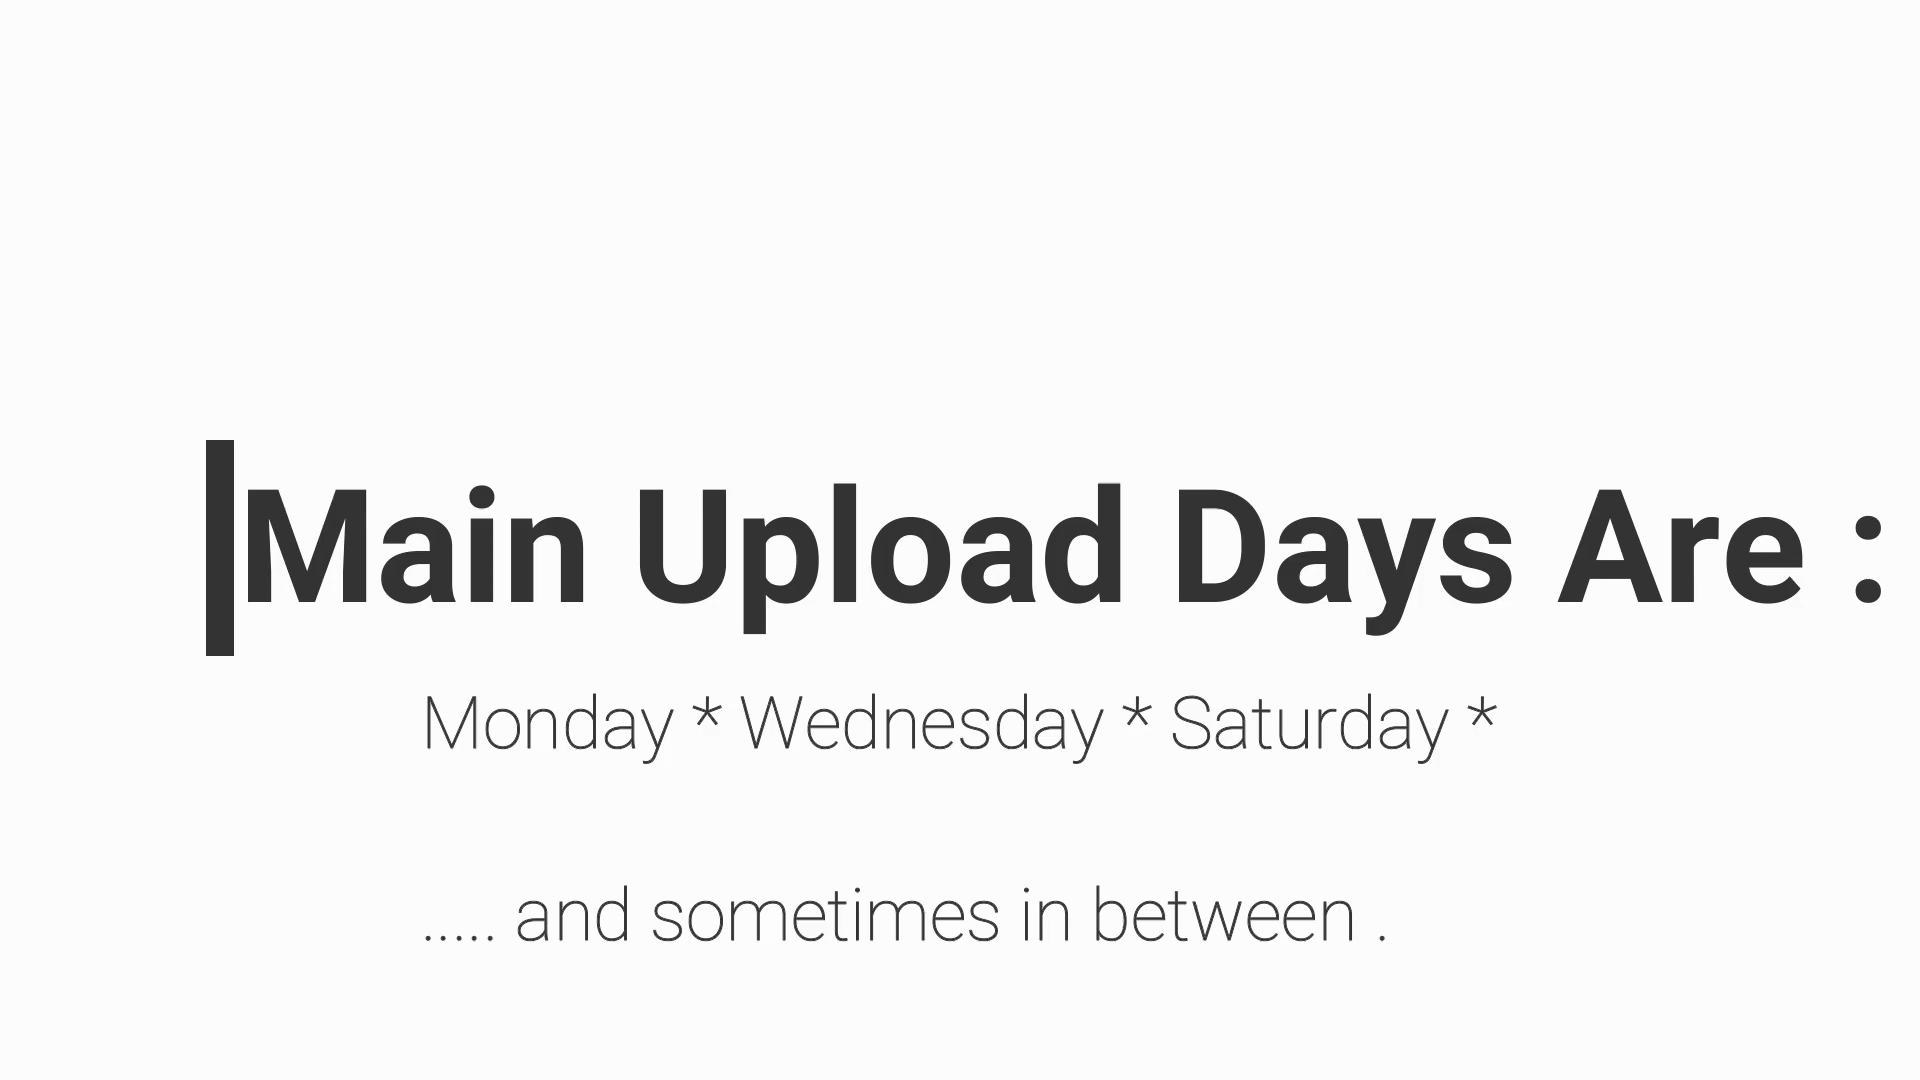 Main Upload Days Are :
Monday * Wednesday * Saturday *
..... and sometimes in between .